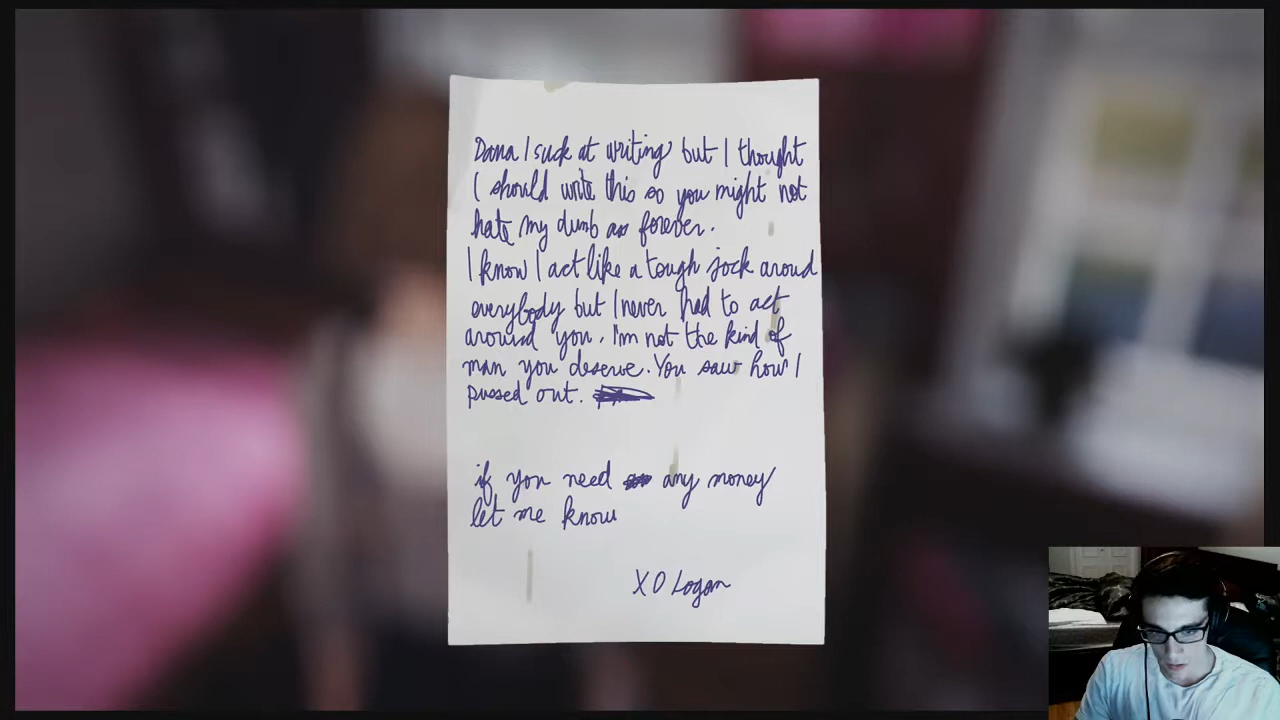 Dana I suck at writing but I thought
I should write this so you might not
hate my dumb ass forever.
I know I act like a tough jock aroud
everybody but I never had to act
around you. I'm not the kind of
man you deserve. You saw how I
pussed out.
if you need any money
let me know
XO Logan